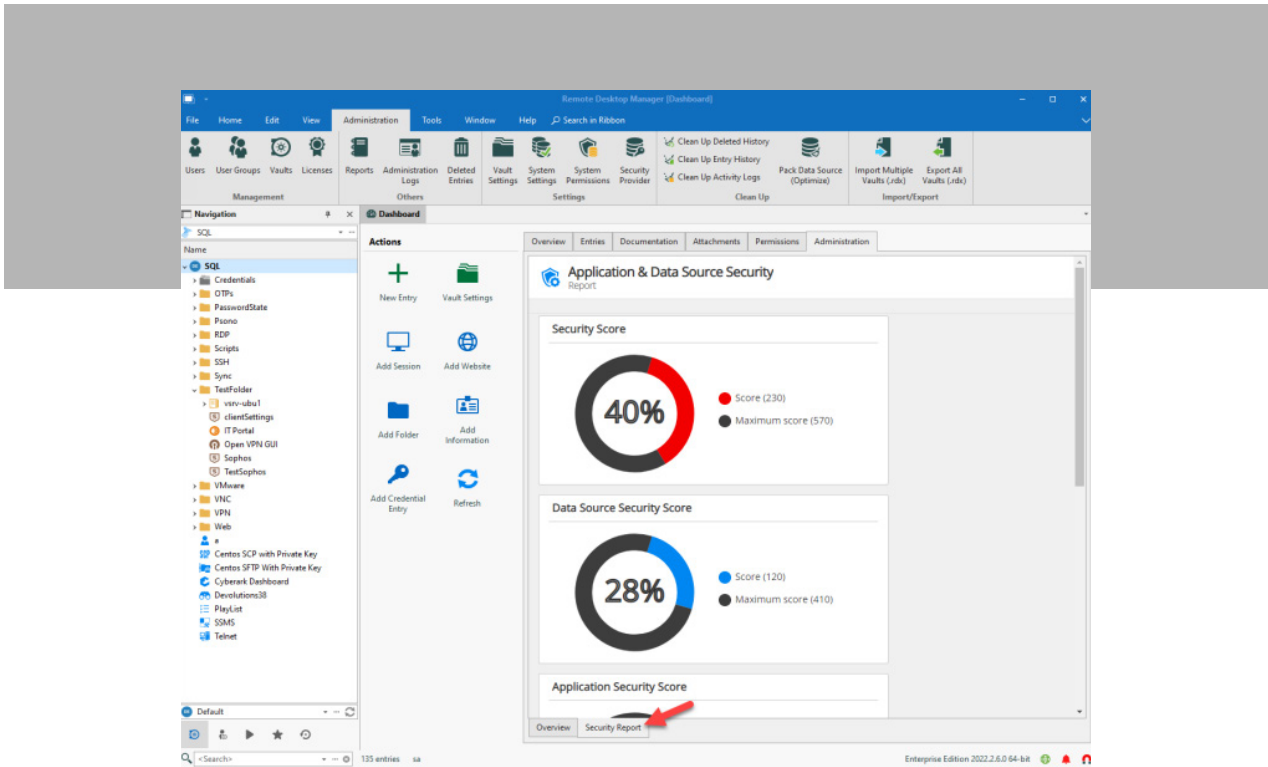 Remote Desktop Manager [Dashboard]
File Home Edit View Administration Tools Window Help Search in Ribbon
Users User Groups Vaults Licenses
Management
Reports Administration Logs Deleted Entries
Others
Vault Settings System Settings System Permissions Security Provider
Settings
Clean Up Deleted History
Clean Up Entry History
Clean Up Activity Logs
Pack Data Source (Optimize)
Clean Up
Import Multiple Vaults (.rdx) Export All Vaults (.rdx)
Import/Export
Navigation
SQL
Name
SQL
Credentials
OTPs
PasswordState
Psono
RDP
Scripts
SSH
Sync
TestFolder
vsrv-ubu1
clientSettings
IT Portal
Open VPN GUI
Sophos
TestSophos
VMware
VNC
VPN
Web
a
Centos SCP with Private Key
Centos SFTP With Private Key
Cyberark Dashboard
Devolutions38
PlayList
SSMS
Telnet
Default
<Search>
Dashboard
Actions
New Entry
Vault Settings
Add Session
Add Website
Add Folder
Add
Information
Add Credential
Entry
Refresh
Overview Entries Documentation Attachments Permissions Administration
Application & Data Source Security
Report
Security Score
40%
Score (230)
Maximum score (570)
Data Source Security Score
28%
Score (120)
Maximum score (410)
Application Security Score
Overview Security Report
135 entries sa
Enterprise Edition 2022.2.6.0 64-bit